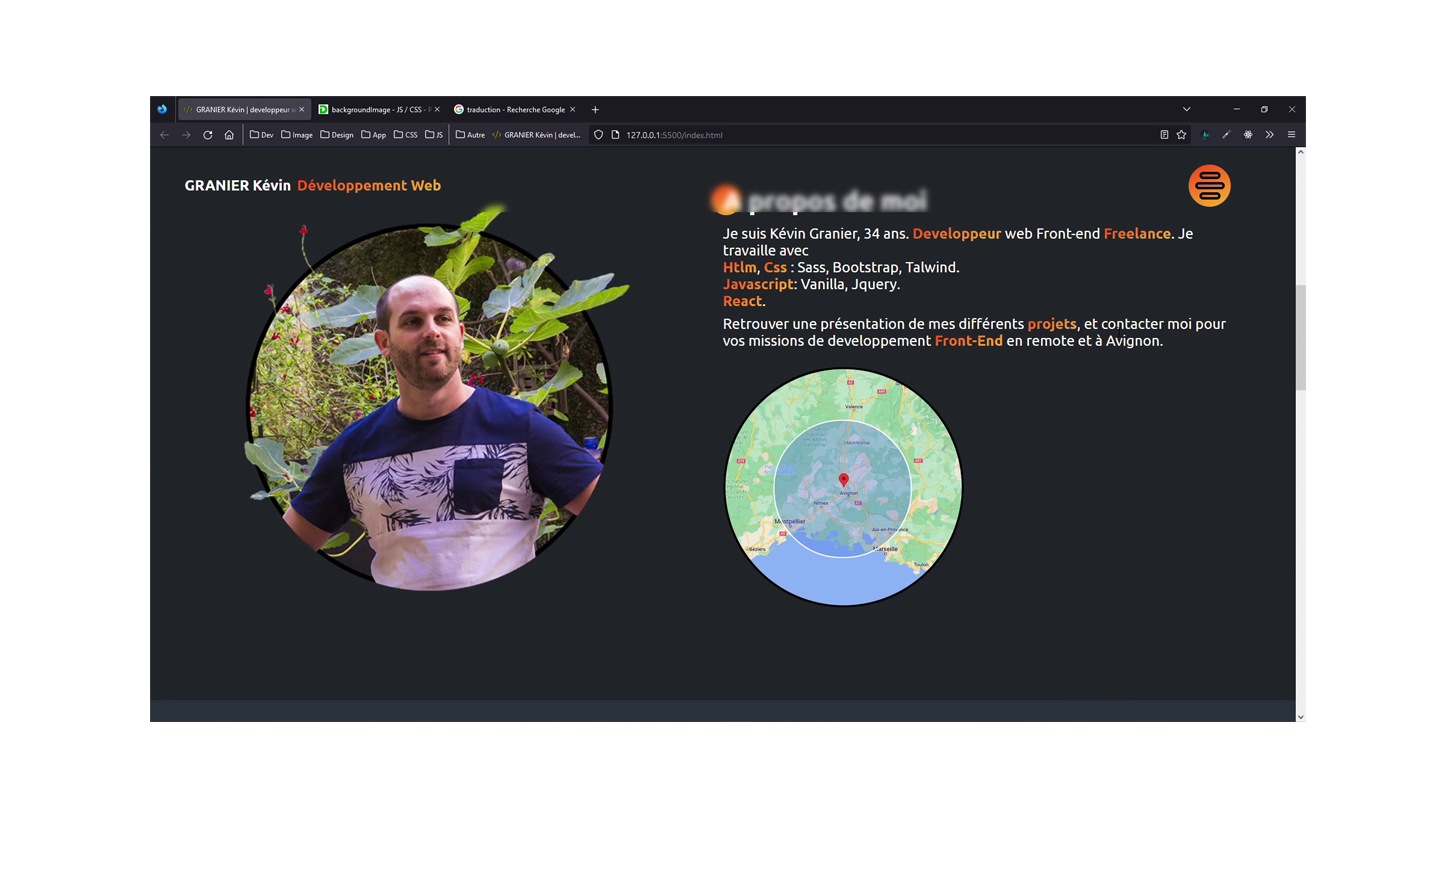 GRANIER Kévin | developpeur w
backgroundImage - JS / CSS -
traduction - Recherche Google
Dev
Image
Design
App
CSS
JS
Autre
GRANIER Kévin | devel...
127.0.0.1:5500/index.html
GRANIER Kévin Développement Web
A propos de moi
Je suis Kévin Granier, 34 ans. Developpeur web Front-end Freelance. Je
travaille avec
Htlm, Css : Sass, Bootstrap, Talwind.
Javascript: Vanilla, Jquery.
React.
Retrouver une présentation de mes différents projets, et contacter moi pour
vos missions de developpement Front-End en remote et à Avignon.
Valence
Montélimar
Avignon
Nîmes
Montpellier
Aix-en-Provence
Béziers
Marseille
Toulon